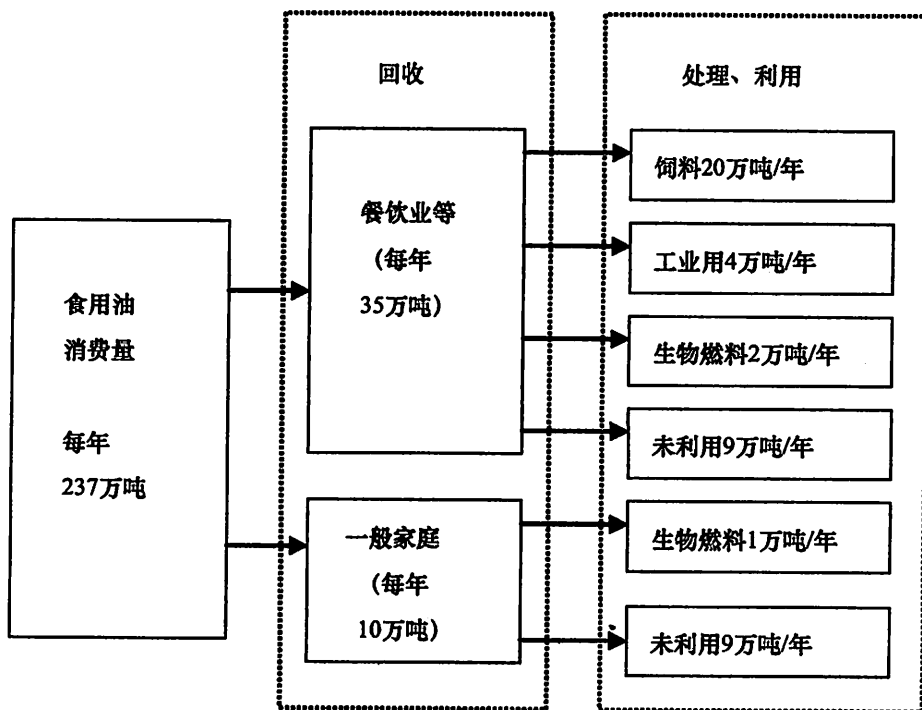 回收
处理、利用
食用油
消费量
每年
237万吨
餐饮业等
（每年
35万吨）
一般家庭
（每年
10万吨）
饲料20万吨/年
工业用4万吨/年
生物燃料2万吨/年
未利用9万吨/年
生物燃料1万吨/年
未利用9万吨/年